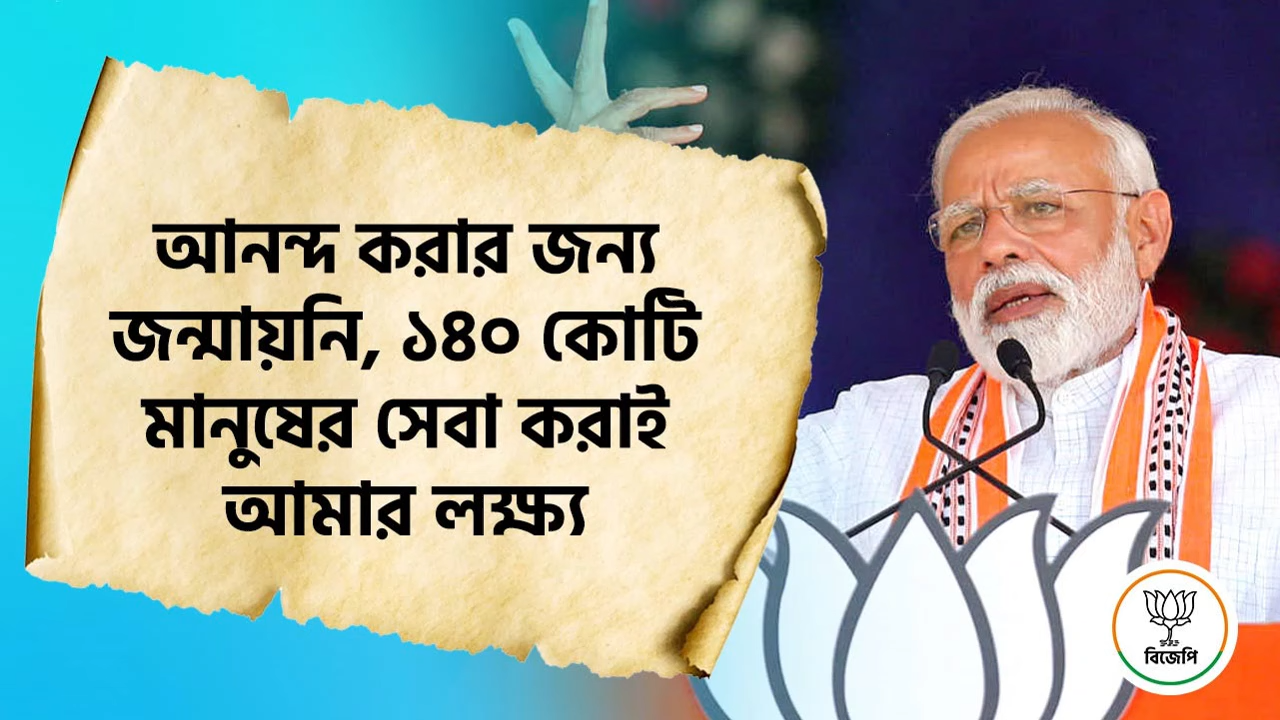 আনন্দ করার জন্য
জন্মায়নি, ১৪০ কোটি
মানুষের সেবা করাই
আমার লক্ষ্য
বিজেপি